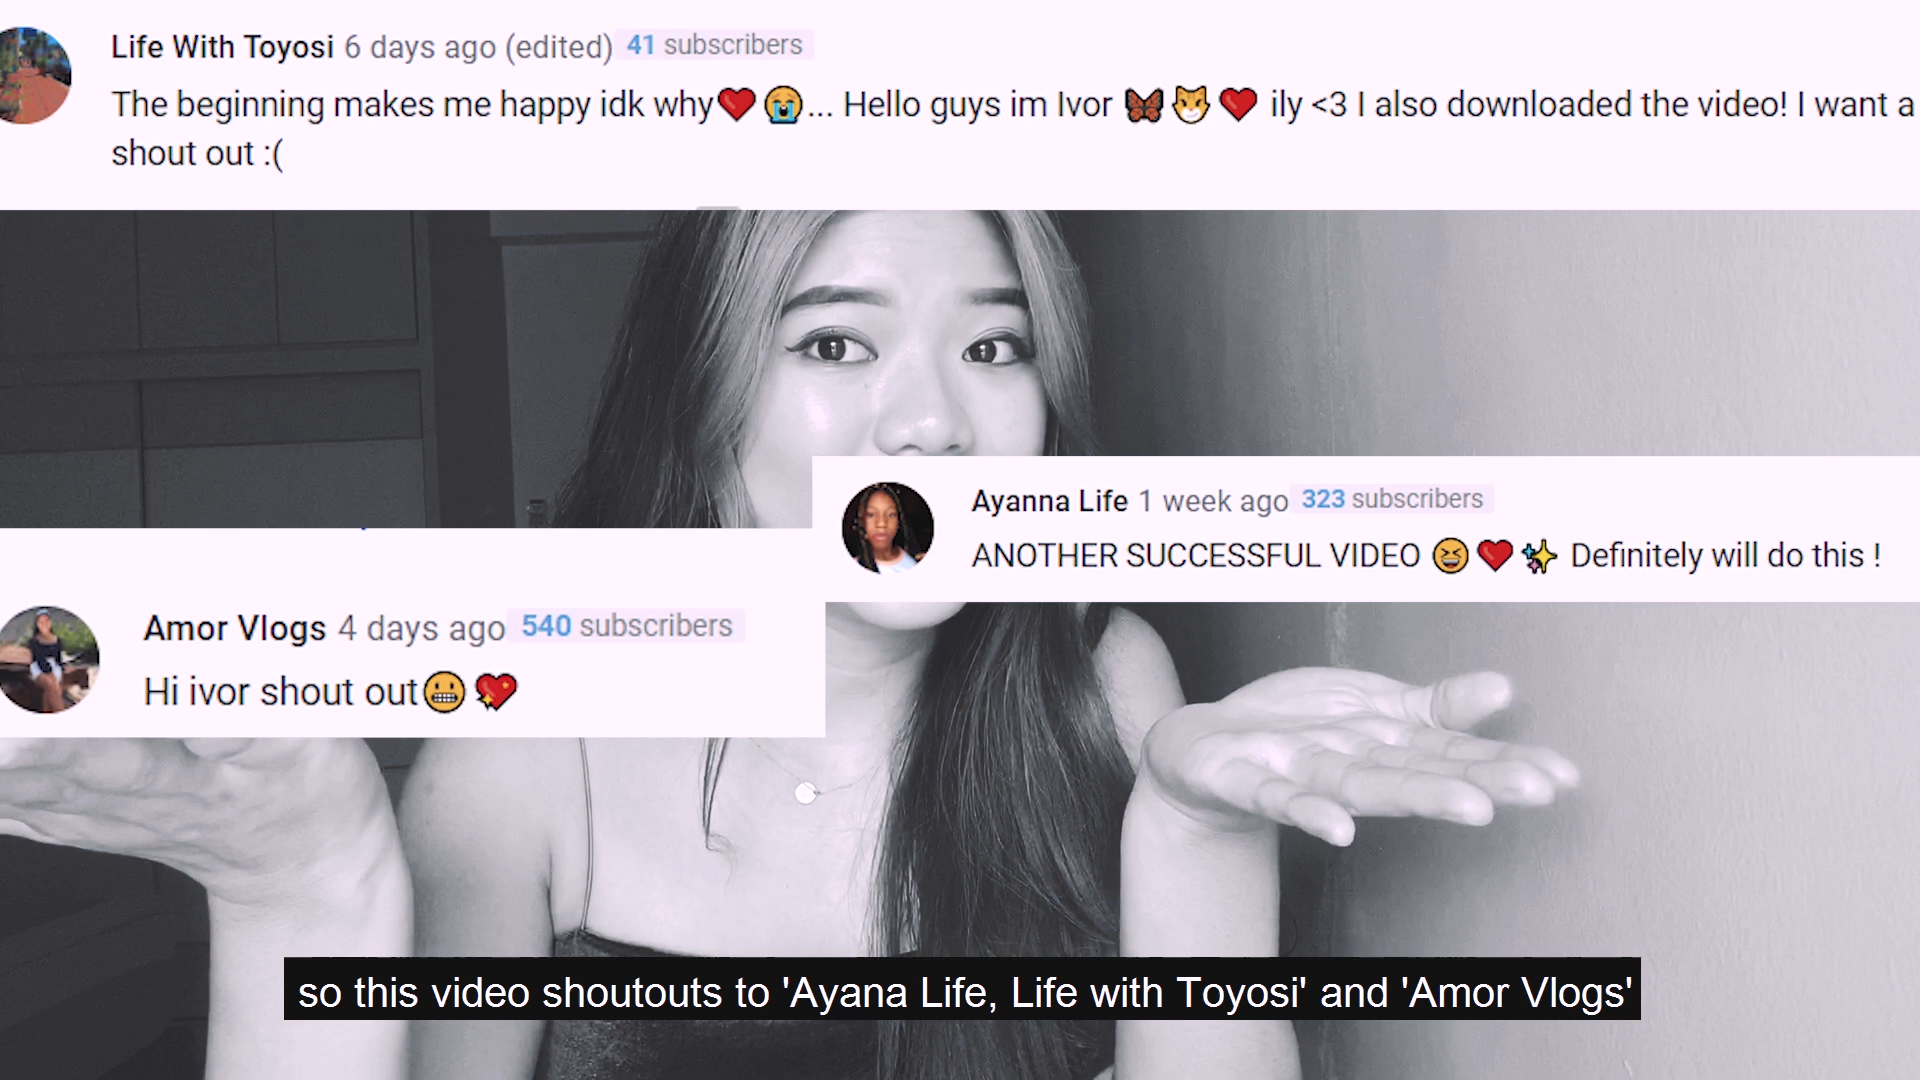 Life With Toyosi 6 days ago (edited) 41 subscribers
The beginning makes me happy idk why❤️😭... Hello guys im Ivor 🦋😼❤️ ily <3 I also downloaded the video! I want a
shout out :(
Ayanna Life 1 week ago 323 subscribers
ANOTHER SUCCESSFUL VIDEO 😆❤️✨ Definitely will do this !
Amor Vlogs 4 days ago 540 subscribers
Hi ivor shout out😬💖
so this video shoutouts to 'Ayana Life, Life with Toyosi' and 'Amor Vlogs'